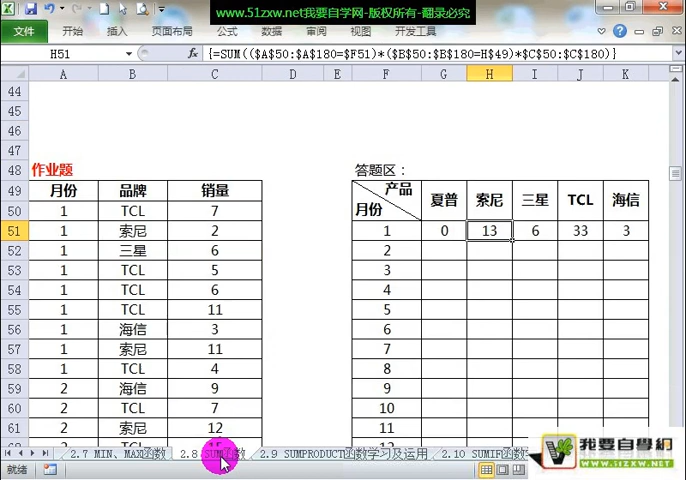 www.51zxw.net我要自学网-版权所有-翻录必究
文件 开始 插入 页面布局 公式 数据 审阅 视图 开发工具
H51 {=SUM(($A$50:$A$180=$F51)*($B$50:$B$180=H$49)*$C$50:$C$180)}
A B C D E F G H I J K
44
45
46
47
48 作业题 答题区：
49 月份 品牌 销量 产品 月份 夏普 索尼 三星 TCL 海信
50 1 TCL 7
51 1 索尼 2 1 0 13 6 33 3
52 1 三星 6 2
53 1 TCL 5 3
54 1 TCL 6 4
55 1 TCL 11 5
56 1 海信 3 6
57 1 索尼 11 7
58 1 TCL 4 8
59 2 海信 9 9
60 2 TCL 7 10
61 2 索尼 12 11
2.7 MIN、MAX函数 2.8 SUM函数 2.9 SUMPRODUCT函数学习及运用 2.10 SUMIF函数
就绪
我要自學網
WWW.51ZXW.NET